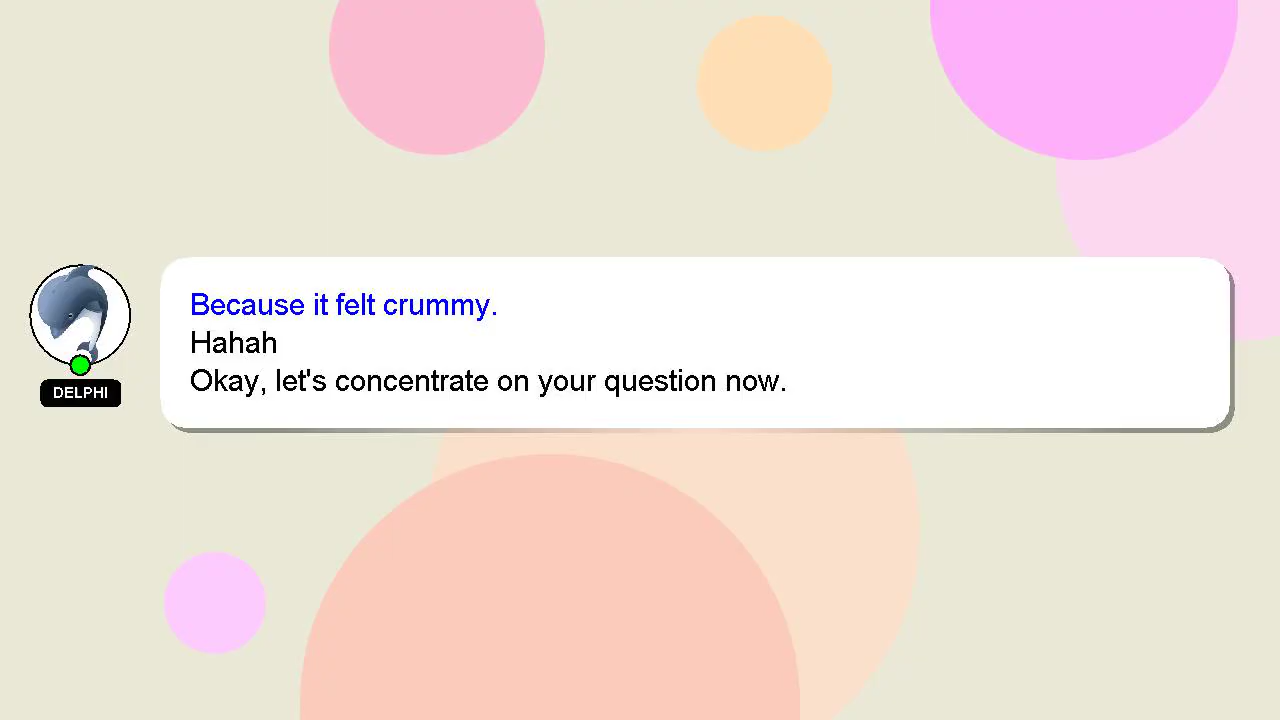 Because it felt crummy.
Hahah
Okay, let's concentrate on your question now.
DELPHI